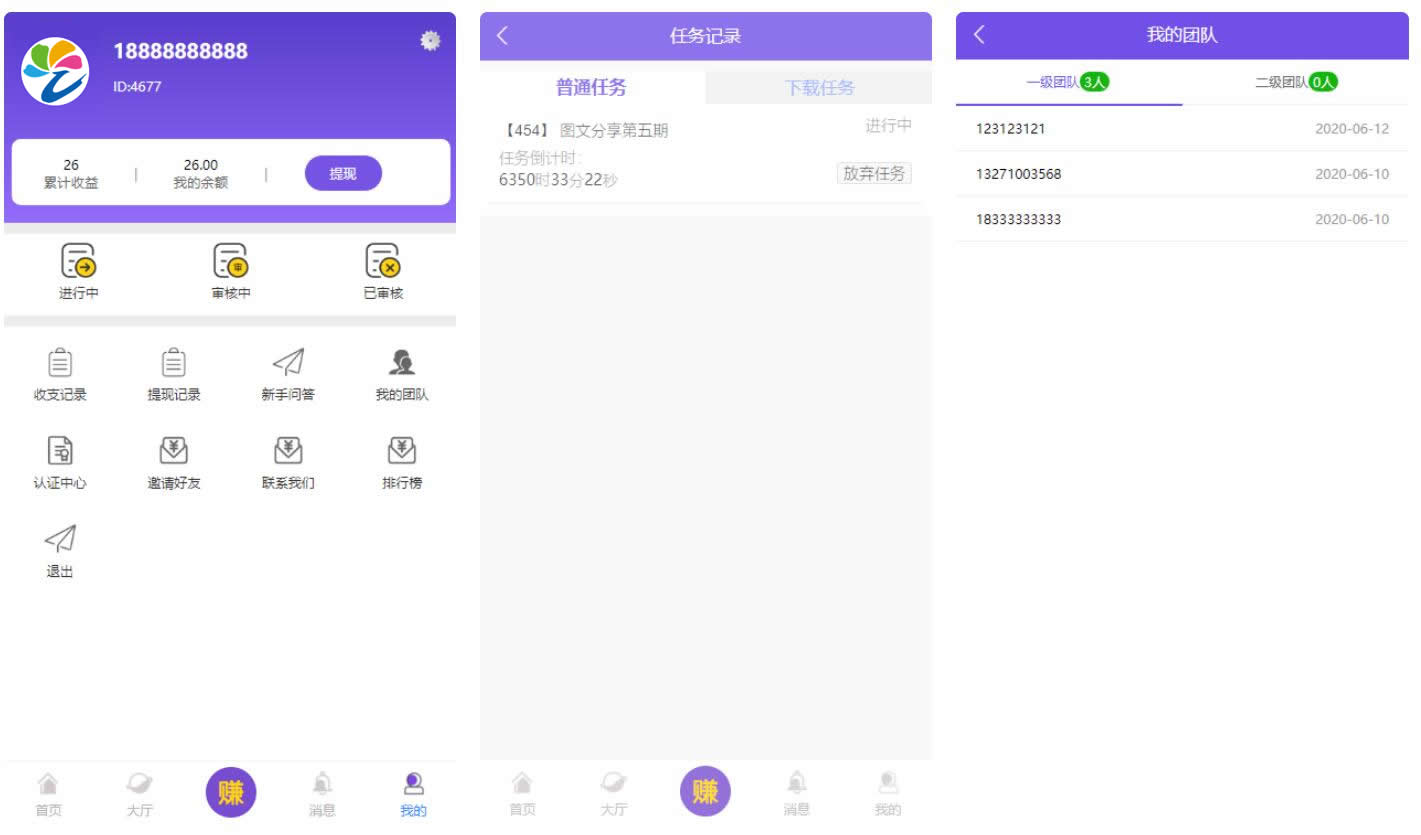 18888888888
ID:4677
26
累计收益
|
26.00
我的余额
|
提现
进行中
审
审核中
已审核
收支记录
提现记录
新手问答
我的团队
认证中心
邀请好友
联系我们
排行榜
退出
首页
大厅
赚
消息
我的
任务记录
普通任务
下载任务
【454】 图文分享第五期
进行中
任务倒计时:
6350时33分22秒
放弃任务
首页
大厅
赚
消息
我的
我的团队
一级团队 3人
二级团队 0人
123123121 2020-06-12
13271003568 2020-06-10
18333333333 2020-06-10